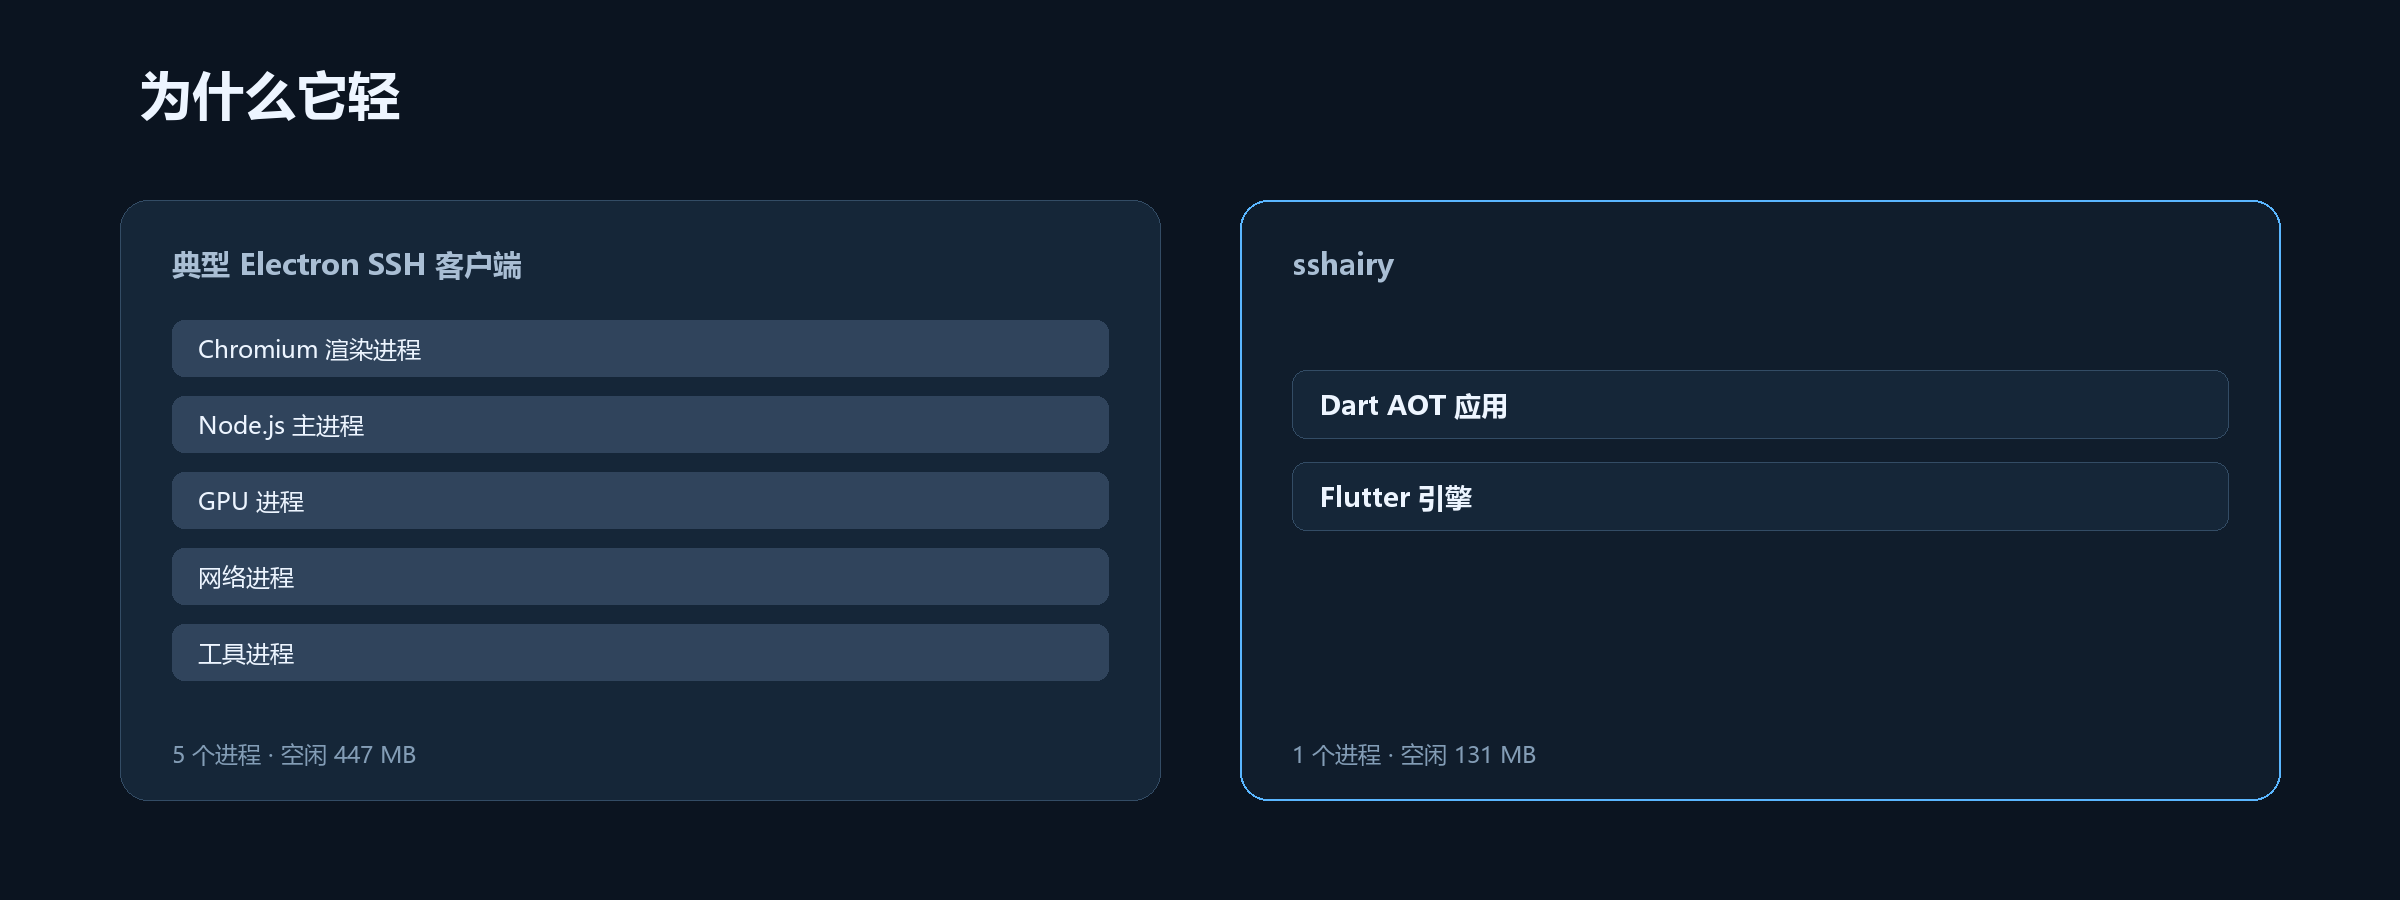 为什么它轻
典型 Electron SSH 客户端
Chromium 渲染进程
Node.js 主进程
GPU 进程
网络进程
工具进程
5 个进程 · 空闲 447 MB
sshairy
Dart AOT 应用
Flutter 引擎
1 个进程 · 空闲 131 MB